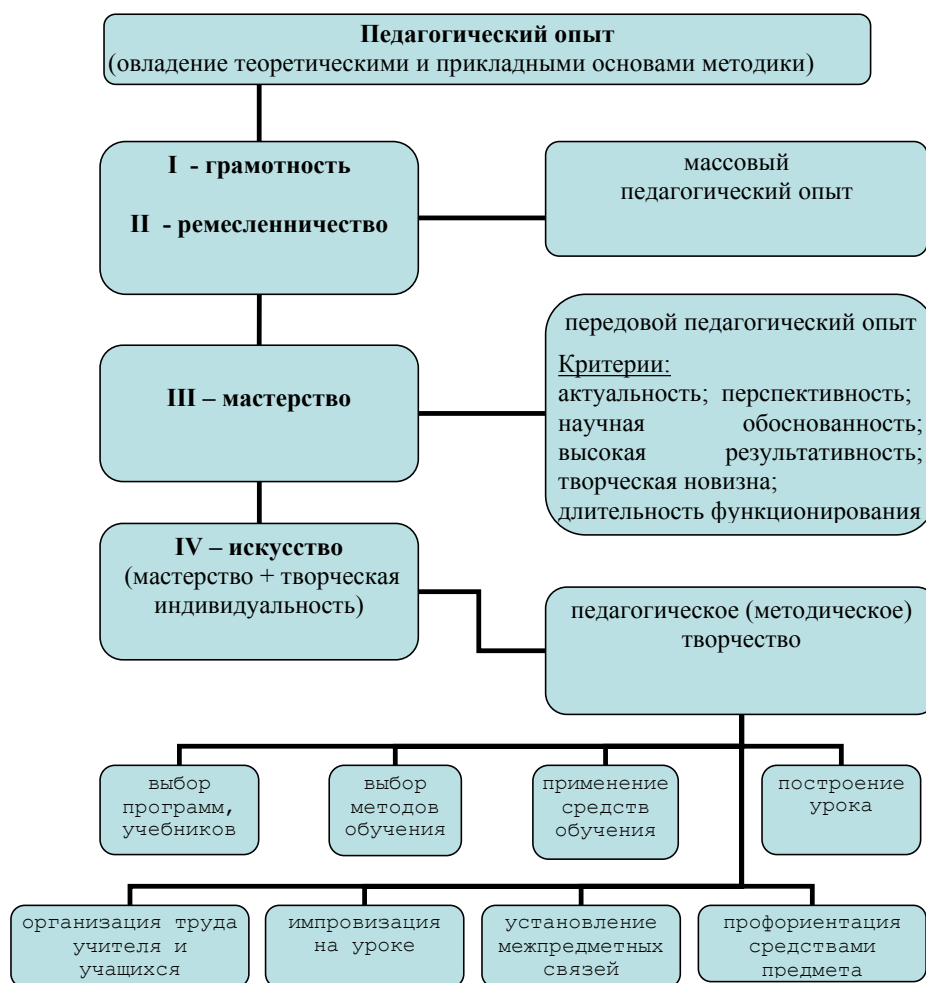 Педагогический опыт
(овладение теоретическими и прикладными основами методики)
I - грамотность
II - ремесленничество
массовый
педагогический опыт
III – мастерство
передовой педагогический опыт
Критерии:
актуальность; перспективность;
научная обоснованность;
высокая результативность;
творческая новизна;
длительность функционирования
IV – искусство
(мастерство + творческая
индивидуальность)
педагогическое (методическое)
творчество
выбор
программ,
учебников
выбор
методов
обучения
применение
средств
обучения
построение
урока
организация труда
учителя и
учащихся
импровизация
на уроке
установление
межпредметных
связей
профориентация
средствами
предмета